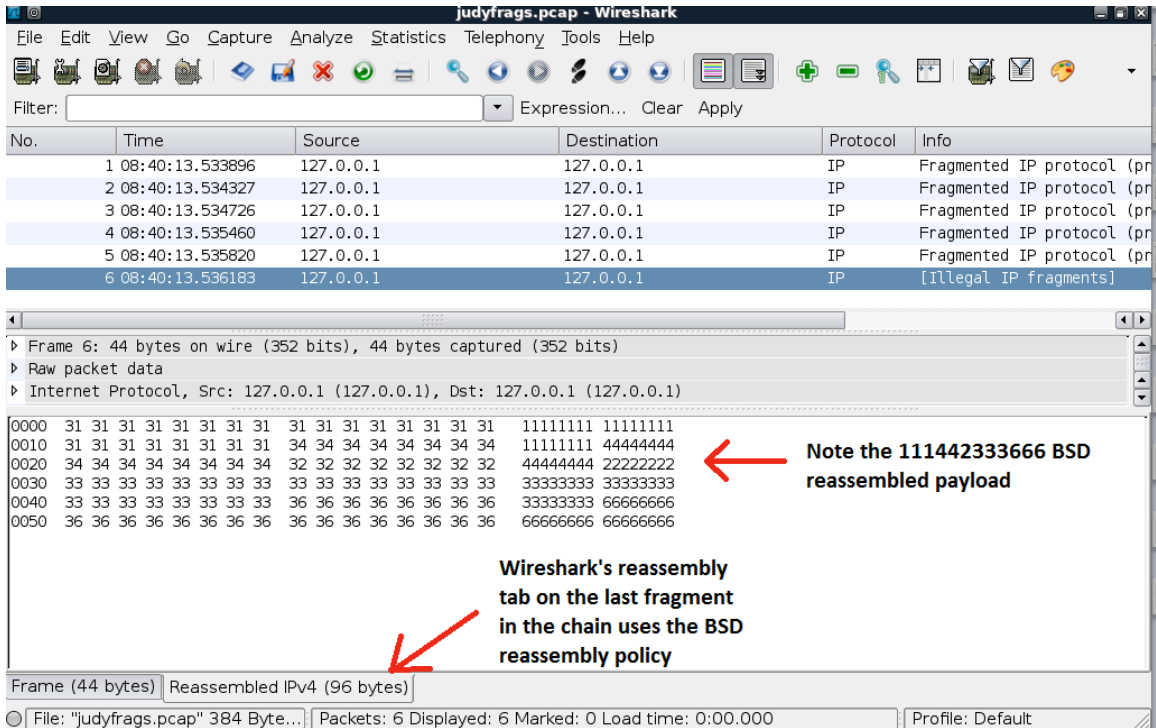 judyfrags.pcap - Wireshark
File Edit View Go Capture Analyze Statistics Telephony Tools Help
Filter: Expression... Clear Apply
No. Time Source Destination Protocol Info
1 08:40:13.533896 127.0.0.1 127.0.0.1 IP Fragmented IP protocol (pr
2 08:40:13.534327 127.0.0.1 127.0.0.1 IP Fragmented IP protocol (pr
3 08:40:13.534726 127.0.0.1 127.0.0.1 IP Fragmented IP protocol (pr
4 08:40:13.535460 127.0.0.1 127.0.0.1 IP Fragmented IP protocol (pr
5 08:40:13.535820 127.0.0.1 127.0.0.1 IP Fragmented IP protocol (pr
6 08:40:13.536183 127.0.0.1 127.0.0.1 IP [Illegal IP fragments]
Frame 6: 44 bytes on wire (352 bits), 44 bytes captured (352 bits)
Raw packet data
Internet Protocol, Src: 127.0.0.1 (127.0.0.1), Dst: 127.0.0.1 (127.0.0.1)
0000 31 31 31 31 31 31 31 31 31 31 31 31 31 31 31 31 11111111 11111111
0010 31 31 31 31 31 31 31 31 34 34 34 34 34 34 34 34 11111111 44444444
0020 34 34 34 34 34 34 34 34 32 32 32 32 32 32 32 32 44444444 22222222
0030 33 33 33 33 33 33 33 33 33 33 33 33 33 33 33 33 33333333 33333333
0040 33 33 33 33 33 33 33 33 36 36 36 36 36 36 36 36 33333333 66666666
0050 36 36 36 36 36 36 36 36 36 36 36 36 36 36 36 36 66666666 66666666
Note the 111442333666 BSD
reassembled payload
Wireshark's reassembly
tab on the last fragment
in the chain uses the BSD
reassembly policy
Frame (44 bytes) Reassembled IPv4 (96 bytes)
File: "judyfrags.pcap" 384 Byte... Packets: 6 Displayed: 6 Marked: 0 Load time: 0:00.000 Profile: Default